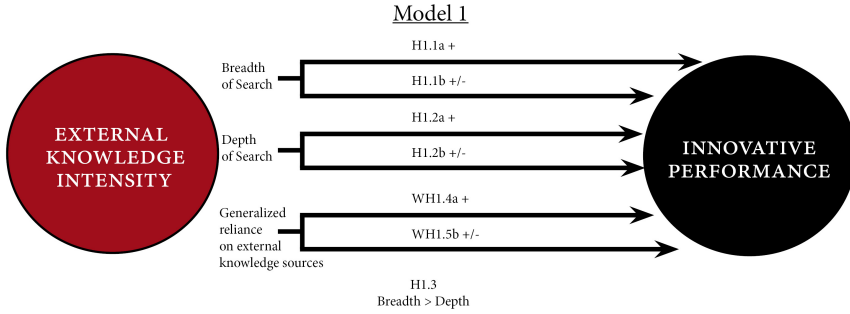 Model 1
EXTERNAL
KNOWLEDGE
INTENSITY
Breadth
of Search
H1.1a +
H1.1b +/-
Depth
of Search
H1.2a +
H1.2b +/-
Generalized
reliance
on external
knowledge sources
WH1.4a +
WH1.5b +/-
INNOVATIVE
PERFORMANCE
H1.3
Breadth > Depth